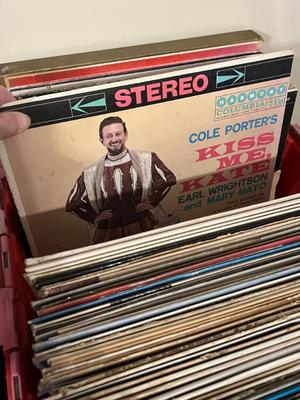 STEREO
HARMONY
COLUMBIA
COLE PORTER'S
KISS
ME,
KATE
EARL WRIGHTSON
and MARY MAYO